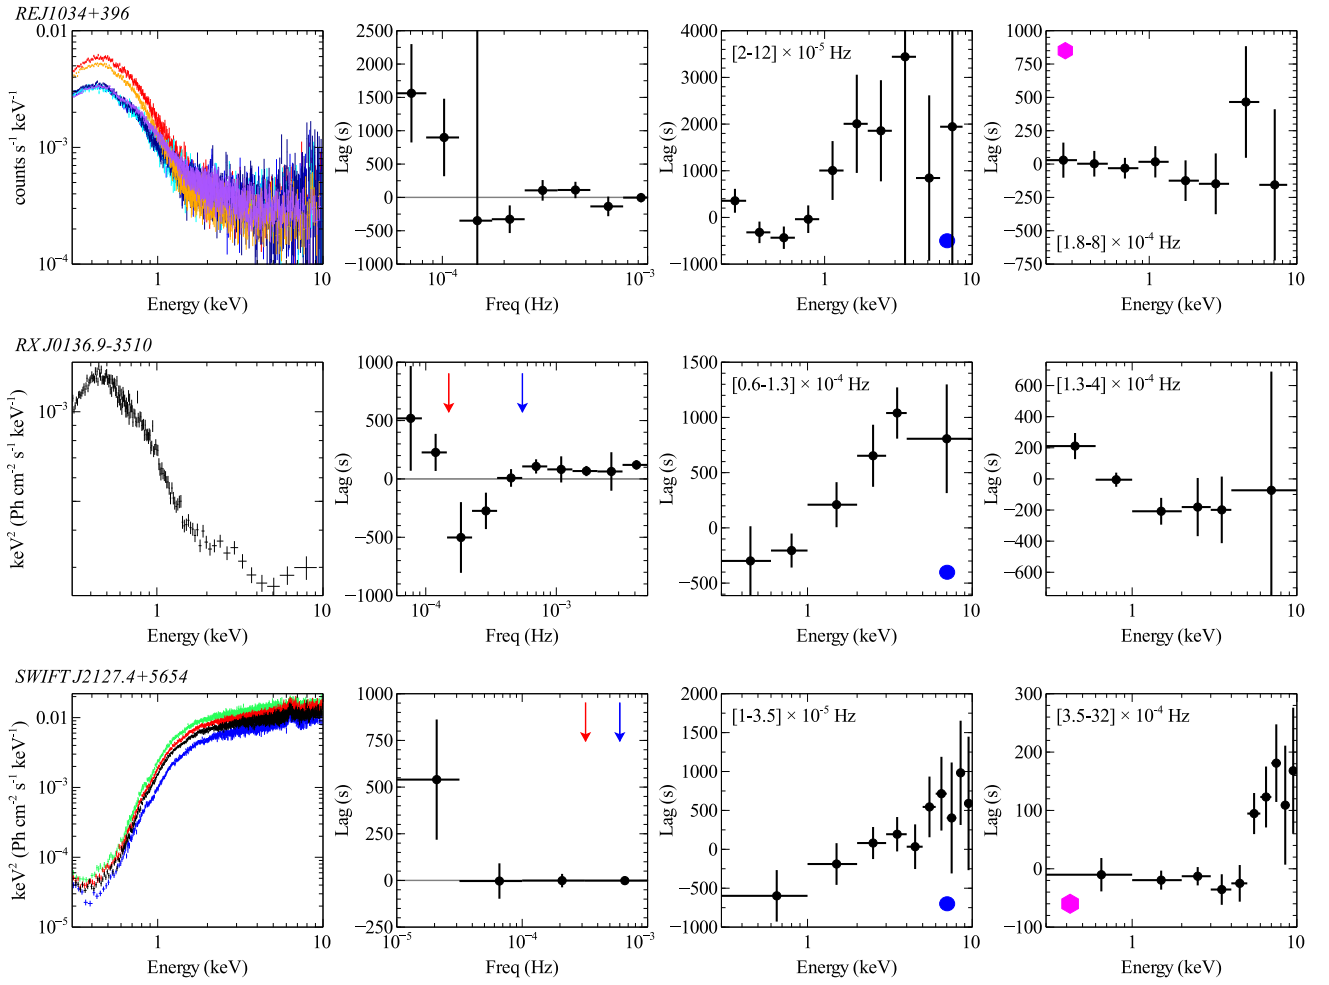 REJ1034+396
counts s⁻¹ keV⁻¹
0.01
10⁻³
10⁻⁴
1
10
Energy (keV)
Lag (s)
2500
2000
1500
1000
500
0
−500
−1000
10⁻⁴
10⁻³
Freq (Hz)
[2-12] × 10⁻⁵ Hz
Lag (s)
4000
3000
2000
1000
0
−1000
1
10
Energy (keV)
[1.8-8] × 10⁻⁴ Hz
Lag (s)
1000
750
500
250
0
−250
−500
−750
1
10
Energy (keV)
RX J0136.9-3510
keV² (Ph cm⁻² s⁻¹ keV⁻¹)
10⁻³
1
10
Energy (keV)
Lag (s)
1000
500
0
−500
−1000
10⁻⁴
10⁻³
Freq (Hz)
[0.6-1.3] × 10⁻⁴ Hz
Lag (s)
1500
1000
500
0
−500
1
10
Energy (keV)
[1.3-4] × 10⁻⁴ Hz
Lag (s)
600
400
200
0
−200
−400
−600
1
10
Energy (keV)
SWIFT J2127.4+5654
keV² (Ph cm⁻² s⁻¹ keV⁻¹)
0.01
10⁻³
10⁻⁴
10⁻⁵
1
10
Energy (keV)
Lag (s)
1000
750
500
250
0
−250
10⁻⁵
10⁻⁴
10⁻³
Freq (Hz)
[1-3.5] × 10⁻⁵ Hz
Lag (s)
2000
1500
1000
500
0
−500
−1000
1
10
Energy (keV)
[3.5-32] × 10⁻⁴ Hz
Lag (s)
300
200
100
0
−100
1
10
Energy (keV)